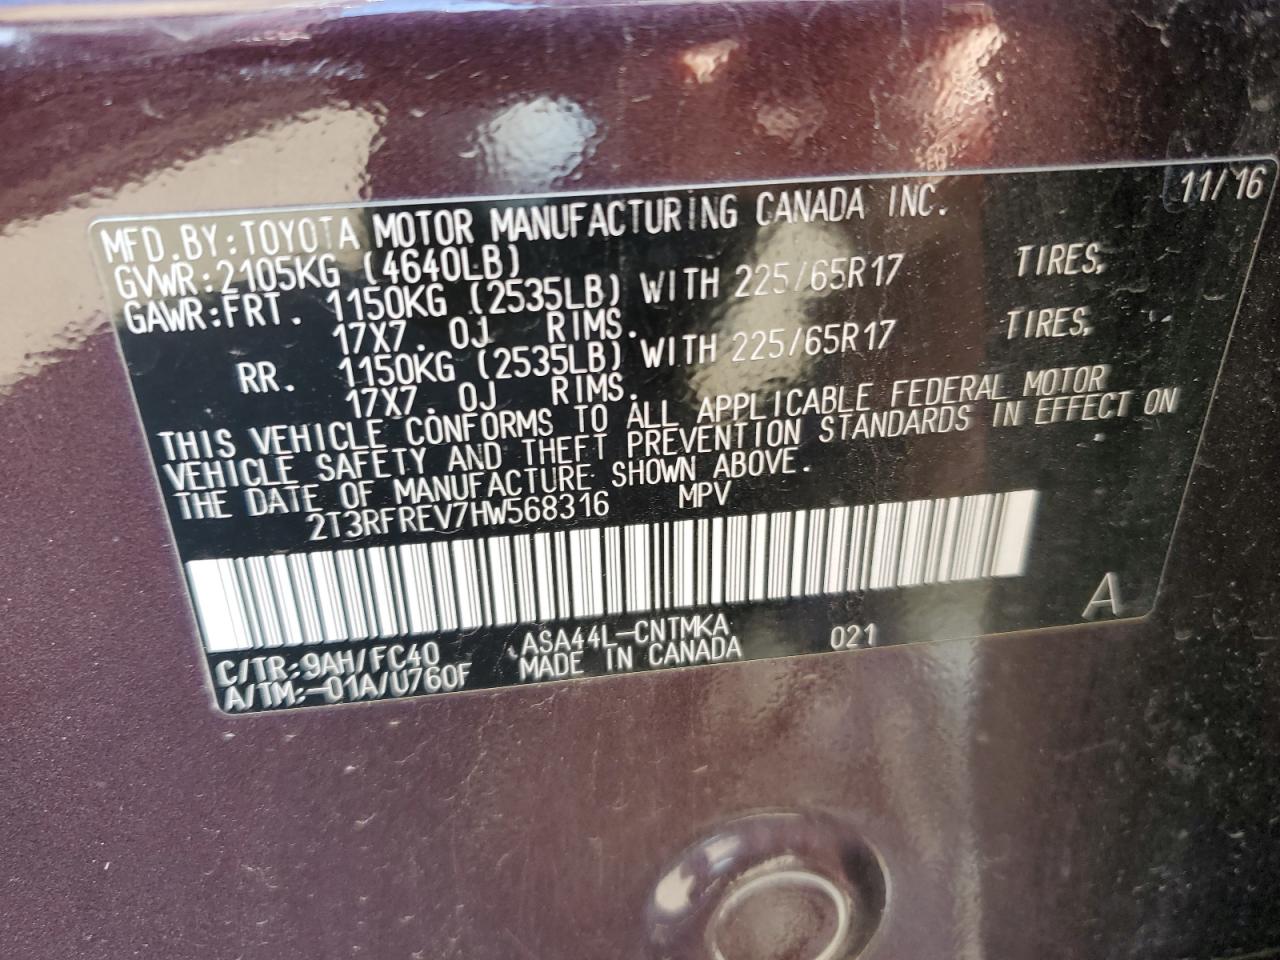 11/16
MFD.BY:TOYOTA MOTOR MANUFACTURING CANADA INC.
GVWR:2105KG (4640LB)
GAWR:FRT. 1150KG (2535LB) WITH 225/65R17 TIRES,
17X7.0J RIMS.
RR. 1150KG (2535LB) WITH 225/65R17 TIRES,
17X7.0J RIMS.
THIS VEHICLE CONFORMS TO ALL APPLICABLE FEDERAL MOTOR
VEHICLE SAFETY AND THEFT PREVENTION STANDARDS IN EFFECT ON
THE DATE OF MANUFACTURE SHOWN ABOVE.
2T3RFREV7HW568316 MPV
A
C/TR:9AH/FC40 ASA44L-CNTMKA 021
A/TM:-01A/U760F MADE IN CANADA